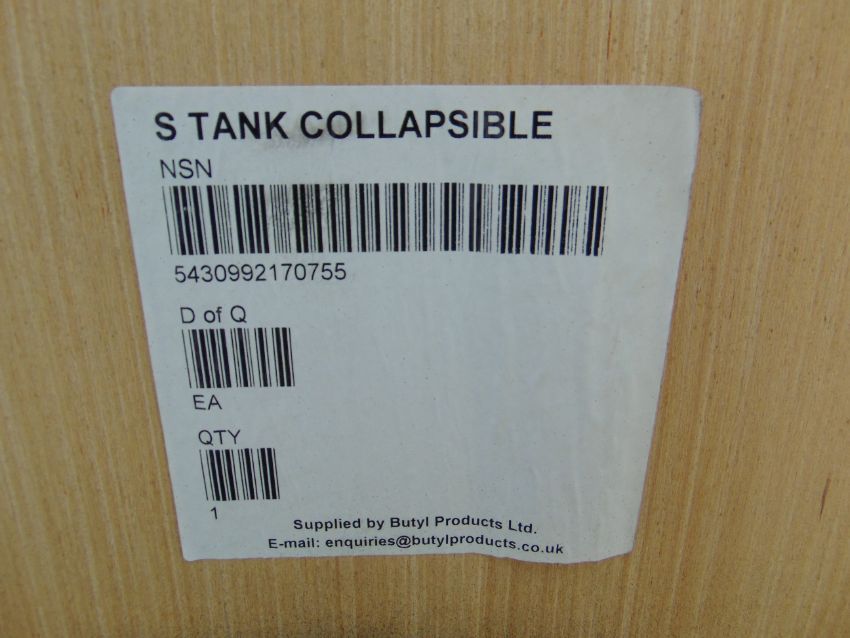 S TANK COLLAPSIBLE
NSN
5430992170755
D of Q
EA
QTY
1
Supplied by Butyl Products Ltd.
E-mail: enquiries@butylproducts.co.uk